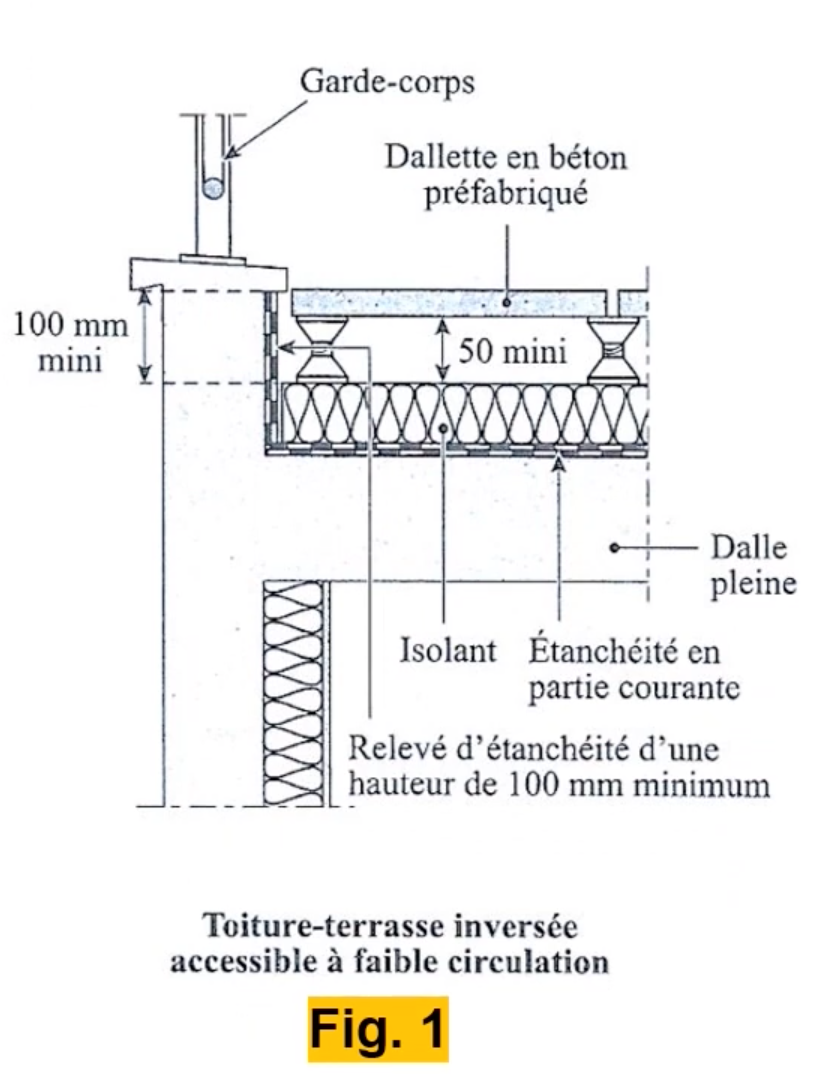 Garde-corps
Dallette en béton
préfabriqué
100 mm
mini
50 mini
Dalle
pleine
Isolant
Étanchéité en
partie courante
Relevé d'étanchéité d'une
hauteur de 100 mm minimum
Toiture-terrasse inversée
accessible à faible circulation
Fig. 1